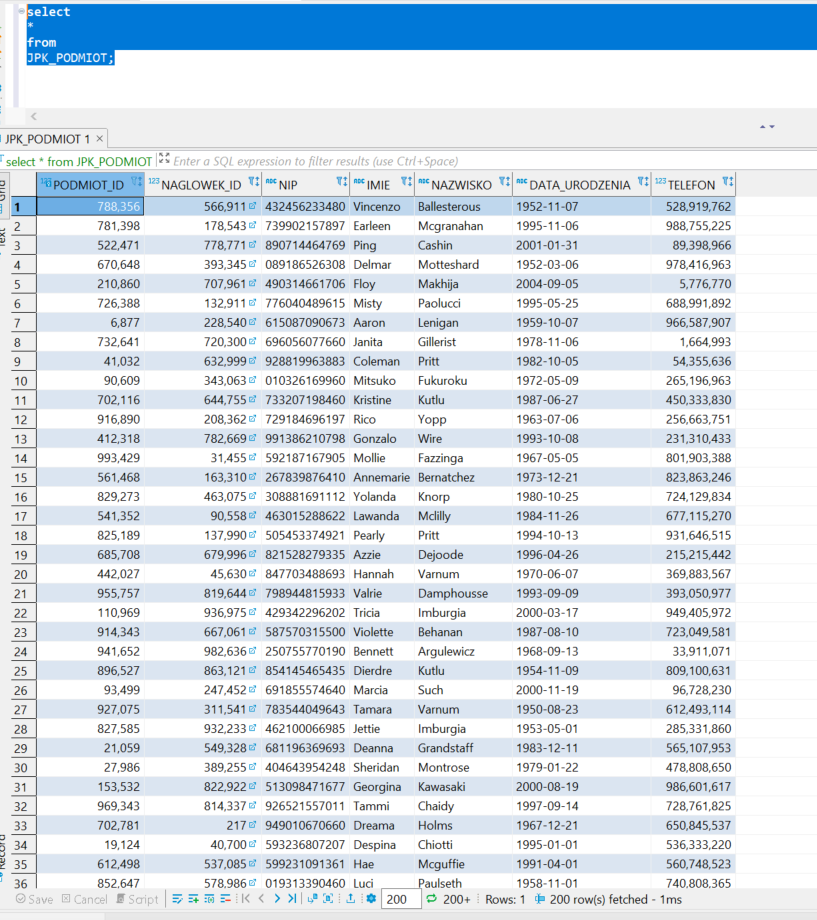 select
*
from
JPK_PODMIOT;
JPK_PODMIOT 1
select * from JPK_PODMIOT Enter a SQL expression to filter results (use Ctrl+Space)
Grid
123 PODMIOT_ID 123 NAGLOWEK_ID ABC NIP ABC IMIE ABC NAZWISKO ABC DATA_URODZENIA 123 TELEFON
1 788,356 566,911 432456233480 Vincenzo Ballesterous 1952-11-07 528,919,762
2 781,398 178,543 739902157897 Earleen Mcgranahan 1995-11-06 988,755,225
3 522,471 778,771 890714464769 Ping Cashin 2001-01-31 89,398,966
4 670,648 393,345 089186526308 Delmar Motteshard 1952-03-06 978,416,963
5 210,860 707,961 490314661706 Floy Makhija 2004-09-05 5,776,770
6 726,388 132,911 776040489615 Misty Paolucci 1995-05-25 688,991,892
7 6,877 228,540 615087090673 Aaron Lenigan 1959-10-07 966,587,907
8 732,641 720,300 696056077660 Janita Gillerist 1978-11-06 1,664,993
9 41,032 632,999 928819963883 Coleman Pritt 1982-10-05 54,355,636
10 90,609 343,063 010326169960 Mitsuko Fukuroku 1972-05-09 265,196,963
11 702,116 644,755 733207198460 Kristine Kutlu 1987-06-27 450,333,830
12 916,890 208,362 729184696197 Rico Yopp 1963-07-06 256,663,751
13 412,318 782,669 991386210798 Gonzalo Wire 1993-10-08 231,310,433
14 993,429 31,455 592187167905 Mollie Fazzinga 1967-05-05 801,903,388
15 561,468 163,310 267839876410 Annemarie Bernatchez 1973-12-21 823,863,246
16 829,273 463,075 308881691112 Yolanda Knorp 1980-10-25 724,129,834
17 541,352 90,558 463015288622 Lawanda Mclilly 1984-11-26 677,115,270
18 825,189 137,990 505453374921 Pearly Pritt 1994-10-13 931,646,515
19 685,708 679,996 821528279335 Azzie Dejoode 1996-04-26 215,215,442
20 442,027 45,630 847703488693 Hannah Varnum 1970-06-07 369,883,567
21 955,757 819,644 798944815933 Valrie Damphousse 1993-09-09 393,050,977
22 110,969 936,975 429342296202 Tricia Imburgia 2000-03-17 949,405,972
23 914,343 667,061 587570315500 Violette Behanan 1987-08-10 723,049,581
24 941,652 982,636 250755770190 Bennett Argulewicz 1968-09-13 33,911,071
25 896,527 863,121 854145465435 Dierdre Kutlu 1954-11-09 809,100,631
26 93,499 247,452 691855574640 Marcia Such 2000-11-19 96,728,230
27 927,075 311,541 783544049643 Tamara Varnum 1950-08-23 612,493,114
28 827,585 932,233 462100066985 Jettie Imburgia 1953-05-01 285,331,860
29 21,059 549,328 681196369693 Deanna Grandstaff 1983-12-11 565,107,953
30 27,986 389,255 404643954248 Sheridan Montrose 1979-01-22 478,808,650
31 153,532 822,922 513098471677 Georgina Kawasaki 2000-08-19 986,601,617
32 969,343 814,337 926521557011 Tammi Chaidy 1997-09-14 728,761,825
33 702,781 217 949010670660 Dreama Holms 1967-12-21 650,845,537
34 19,124 40,700 593236807207 Despina Chiotti 1995-01-01 536,333,220
35 612,498 537,085 599231091361 Hae Mcguffie 1991-04-01 560,748,523
36 852,647 578,986 019313390460 Luci Paulseth 1958-11-01 740,808,365
Save Cancel Script 200 200+ Rows: 1 200 row(s) fetched - 1ms